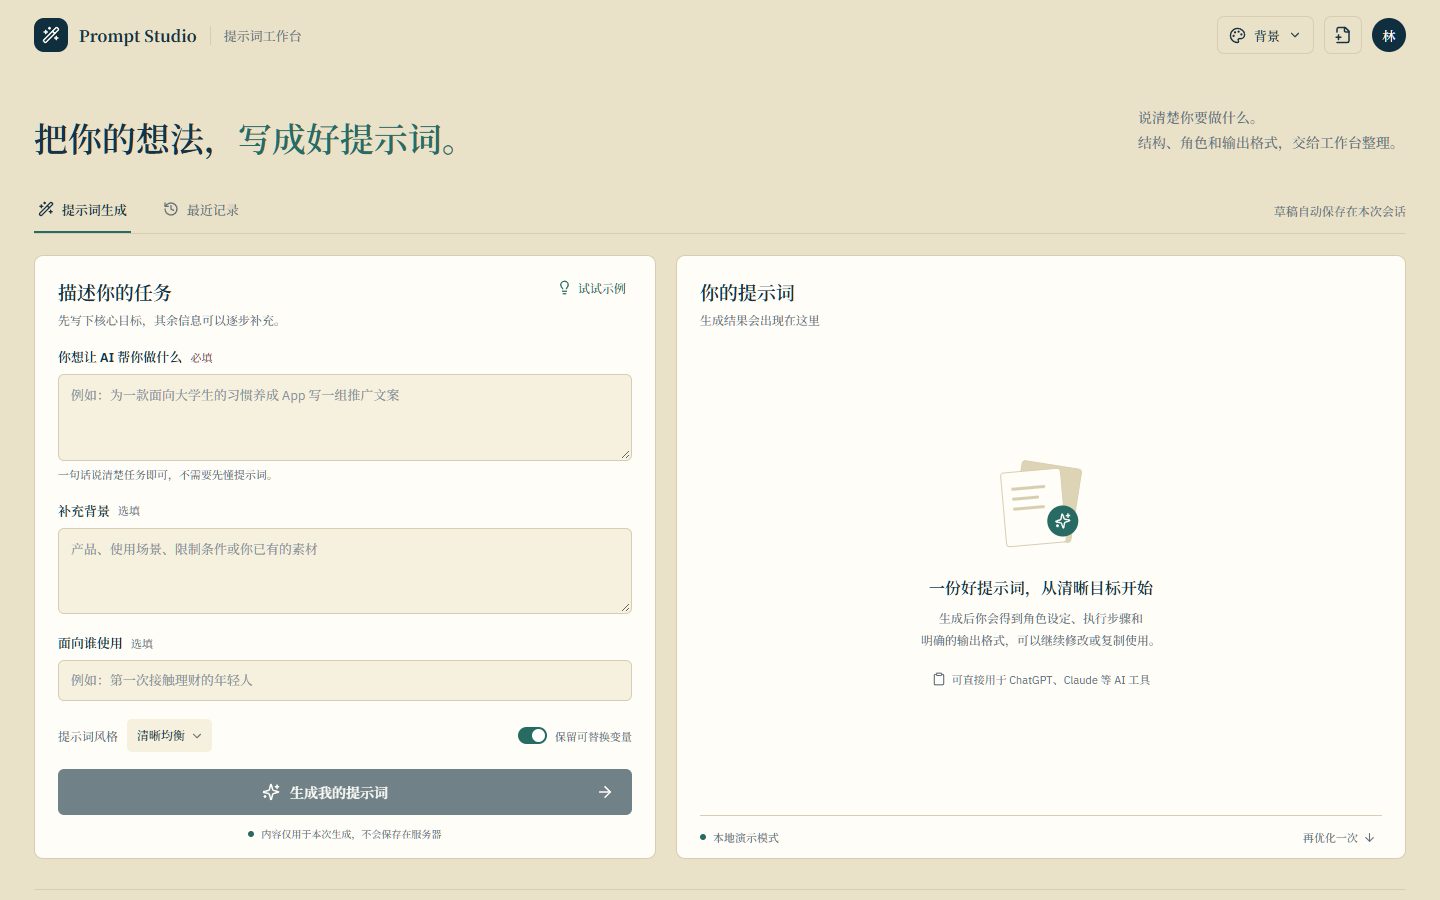 Prompt Studio
提示词工作台
背景
林
把你的想法，写成好提示词。
说清楚你要做什么。
结构、角色和输出格式，交给工作台整理。
提示词生成
最近记录
草稿自动保存在本次会话
描述你的任务
试试示例
先写下核心目标，其余信息可以逐步补充。
你想让 AI 帮你做什么 必填
例如：为一款面向大学生的习惯养成 App 写一组推广文案
一句话说清楚任务即可，不需要先懂提示词。
补充背景 选填
产品、使用场景、限制条件或你已有的素材
面向谁使用 选填
例如：第一次接触理财的年轻人
提示词风格 清晰均衡
保留可替换变量
生成我的提示词
内容仅用于本次生成，不会保存在服务器
你的提示词
生成结果会出现在这里
一份好提示词，从清晰目标开始
生成后你会得到角色设定、执行步骤和
明确的输出格式，可以继续修改或复制使用。
可直接用于 ChatGPT、Claude 等 AI 工具
本地演示模式
再优化一次